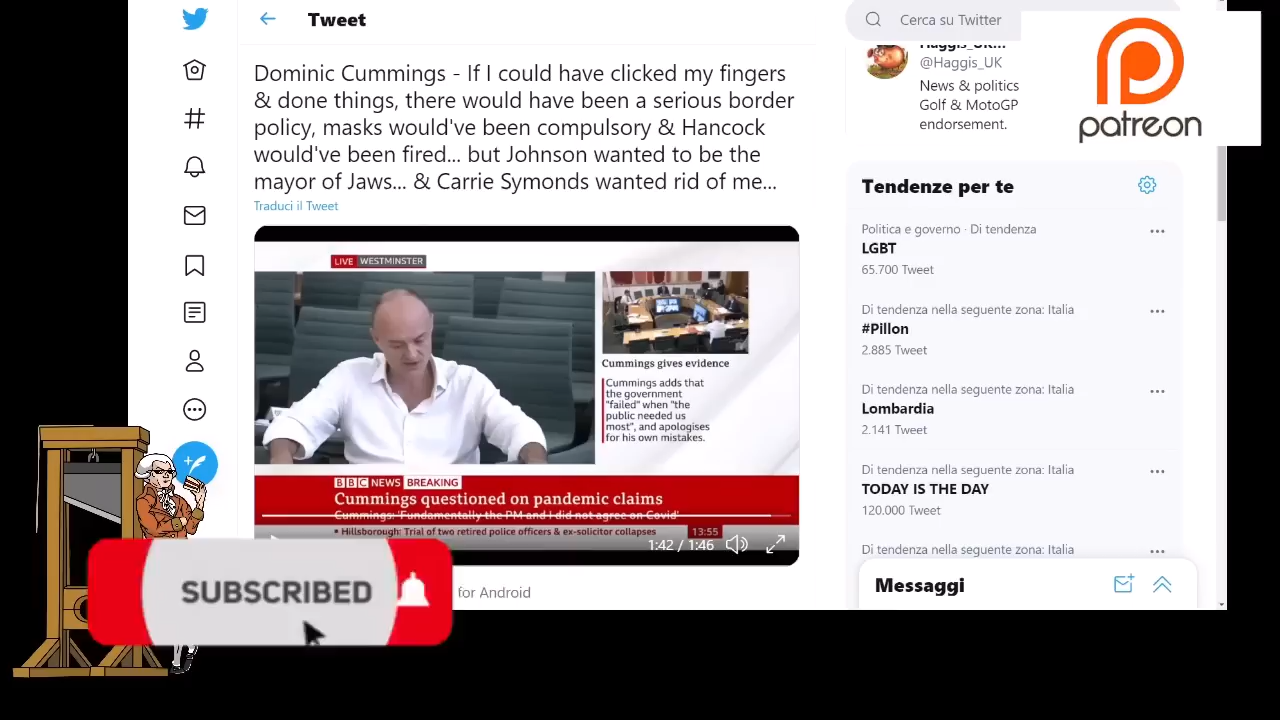 Tweet
Dominic Cummings - If I could have clicked my fingers
& done things, there would have been a serious border
policy, masks would've been compulsory & Hancock
would've been fired... but Johnson wanted to be the
mayor of Jaws... & Carrie Symonds wanted rid of me...
Traduci il Tweet
LIVE WESTMINSTER
Cummings gives evidence
Cummings adds that
the government
"failed" when "the
public needed us
most", and apologises
for his own mistakes.
BBC NEWS BREAKING
Cummings questioned on pandemic claims
Cummings: 'Fundamentally the PM and I did not agree on Covid'
• Hillsborough: Trial of two retired police officers & ex-solicitor collapses 13:55
1:42 / 1:46
for Android
SUBSCRIBED
Cerca su Twitter
Haggis_UK...
@Haggis_UK
News & politics
Golf & MotoGP
endorsement.
patreon
Tendenze per te
Politica e governo · Di tendenza
LGBT
65.700 Tweet
Di tendenza nella seguente zona: Italia
#Pillon
2.885 Tweet
Di tendenza nella seguente zona: Italia
Lombardia
2.141 Tweet
Di tendenza nella seguente zona: Italia
TODAY IS THE DAY
120.000 Tweet
Di tendenza nella seguente zona: Italia
Messaggi